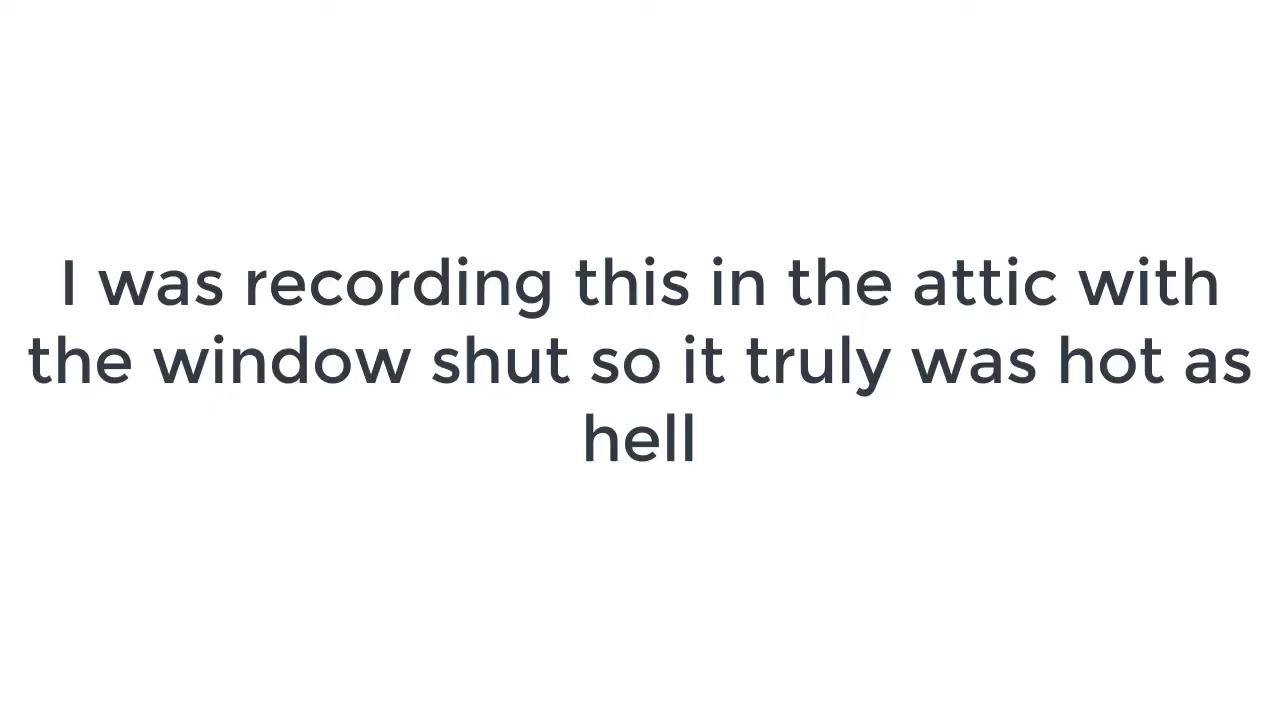 I was recording this in the attic with
the window shut so it truly was hot as
hell